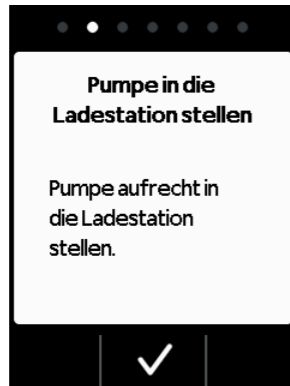 Pumpe in die
Ladestation stellen
Pumpe aufrecht in
die Ladestation
stellen.